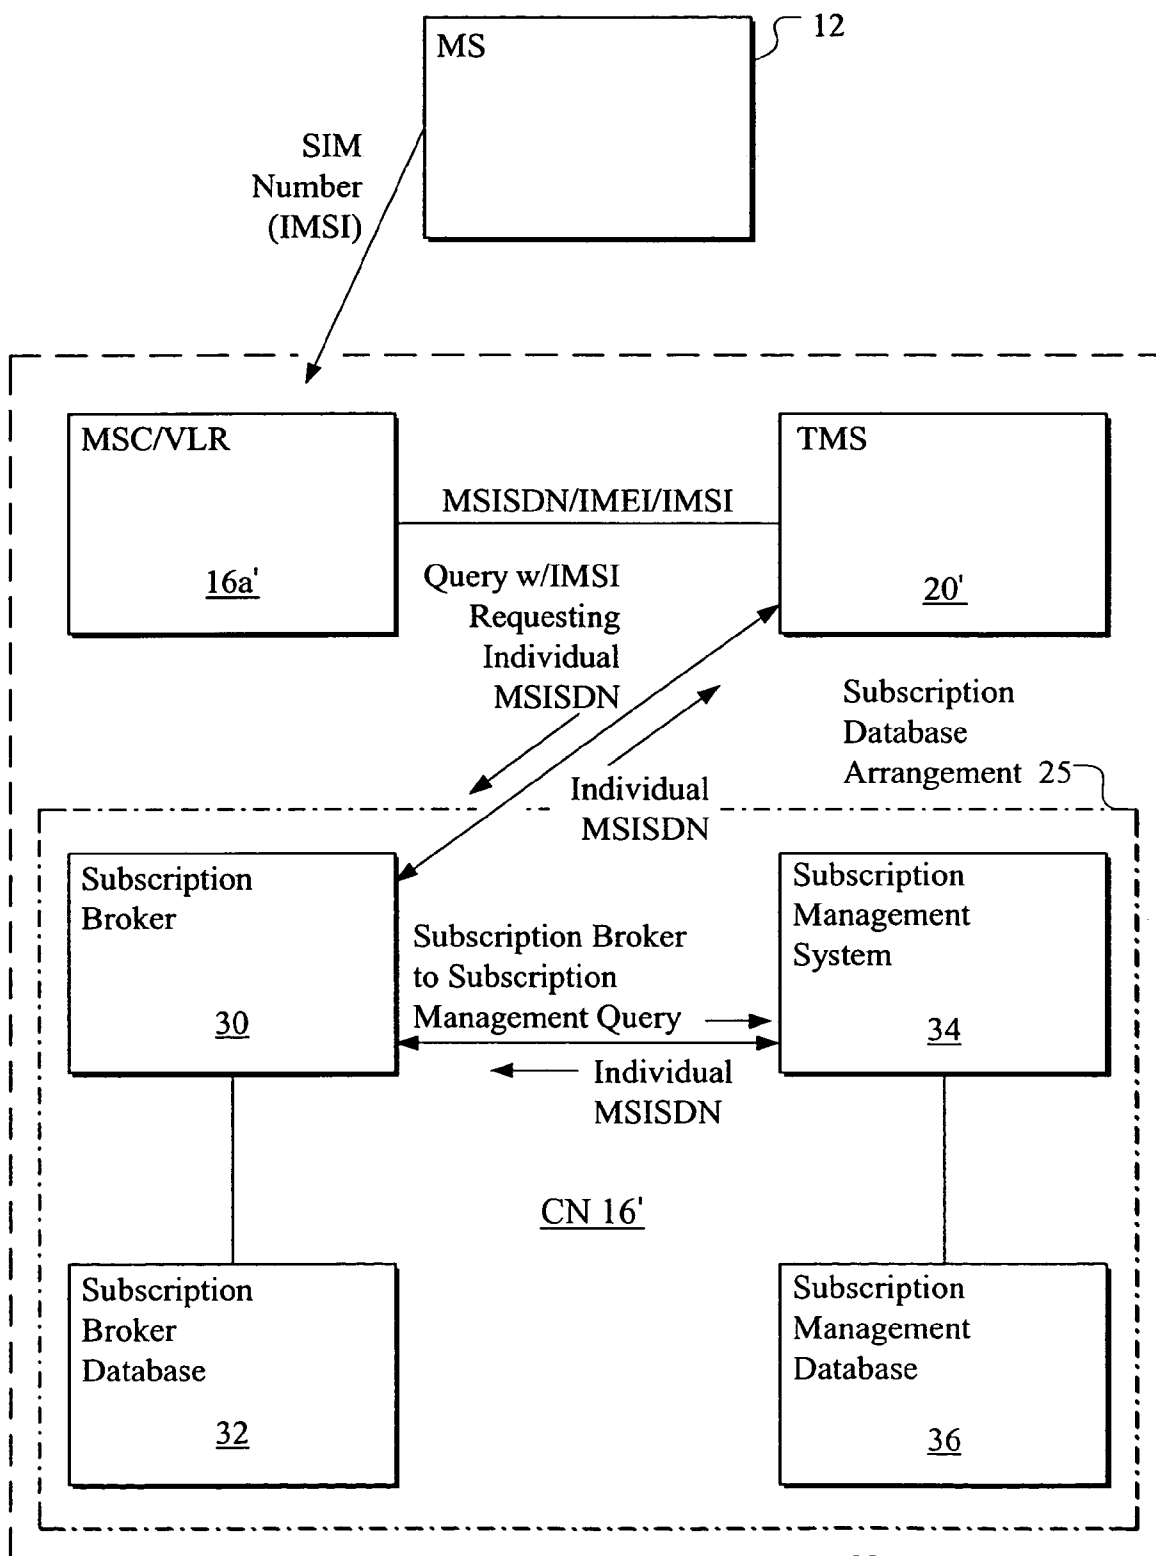 MS
12
SIM
Number
(IMSI)
MSC/VLR
16a'
TMS
20'
MSISDN/IMEI/IMSI
Query w/IMSI
Requesting
Individual
MSISDN
Individual
MSISDN
Subscription
Database
Arrangement 25
Subscription
Broker
30
Subscription
Management
System
34
Subscription Broker
to Subscription
Management Query
Individual
MSISDN
CN 16'
Subscription
Broker
Database
32
Subscription
Management
Database
36